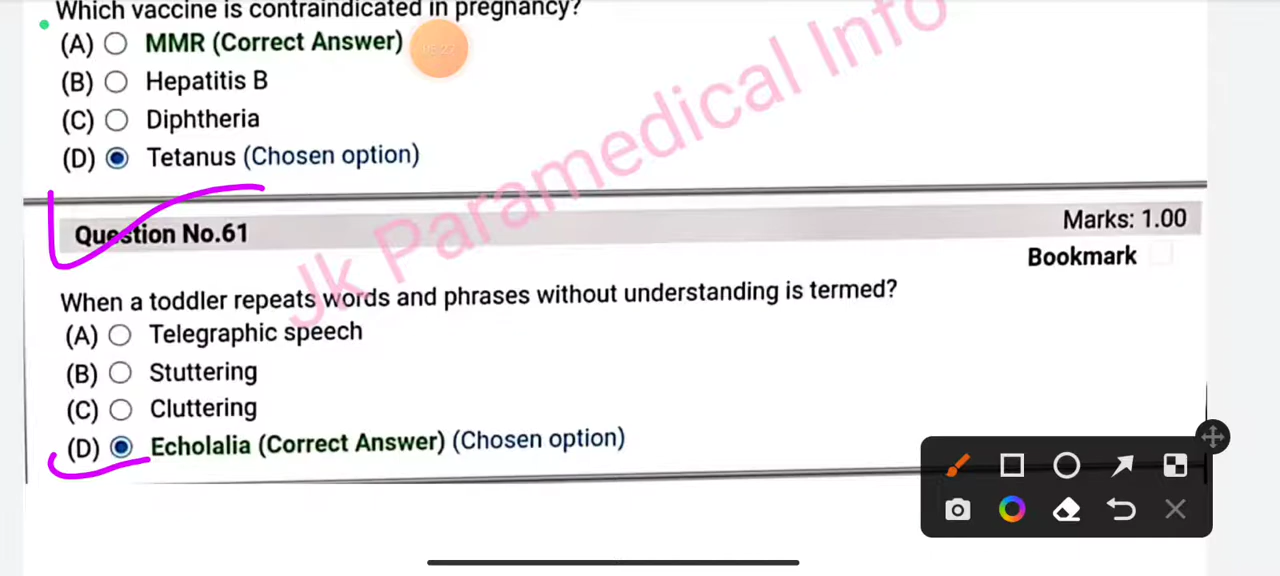 Which vaccine is contraindicated in pregnancy?
(A) MMR (Correct Answer)
(B) Hepatitis B
(C) Diphtheria
(D) Tetanus (Chosen option)
Jk Paramedical Info
Question No.61
Marks: 1.00
Bookmark
When a toddler repeats words and phrases without understanding is termed?
(A) Telegraphic speech
(B) Stuttering
(C) Cluttering
(D) Echolalia (Correct Answer) (Chosen option)